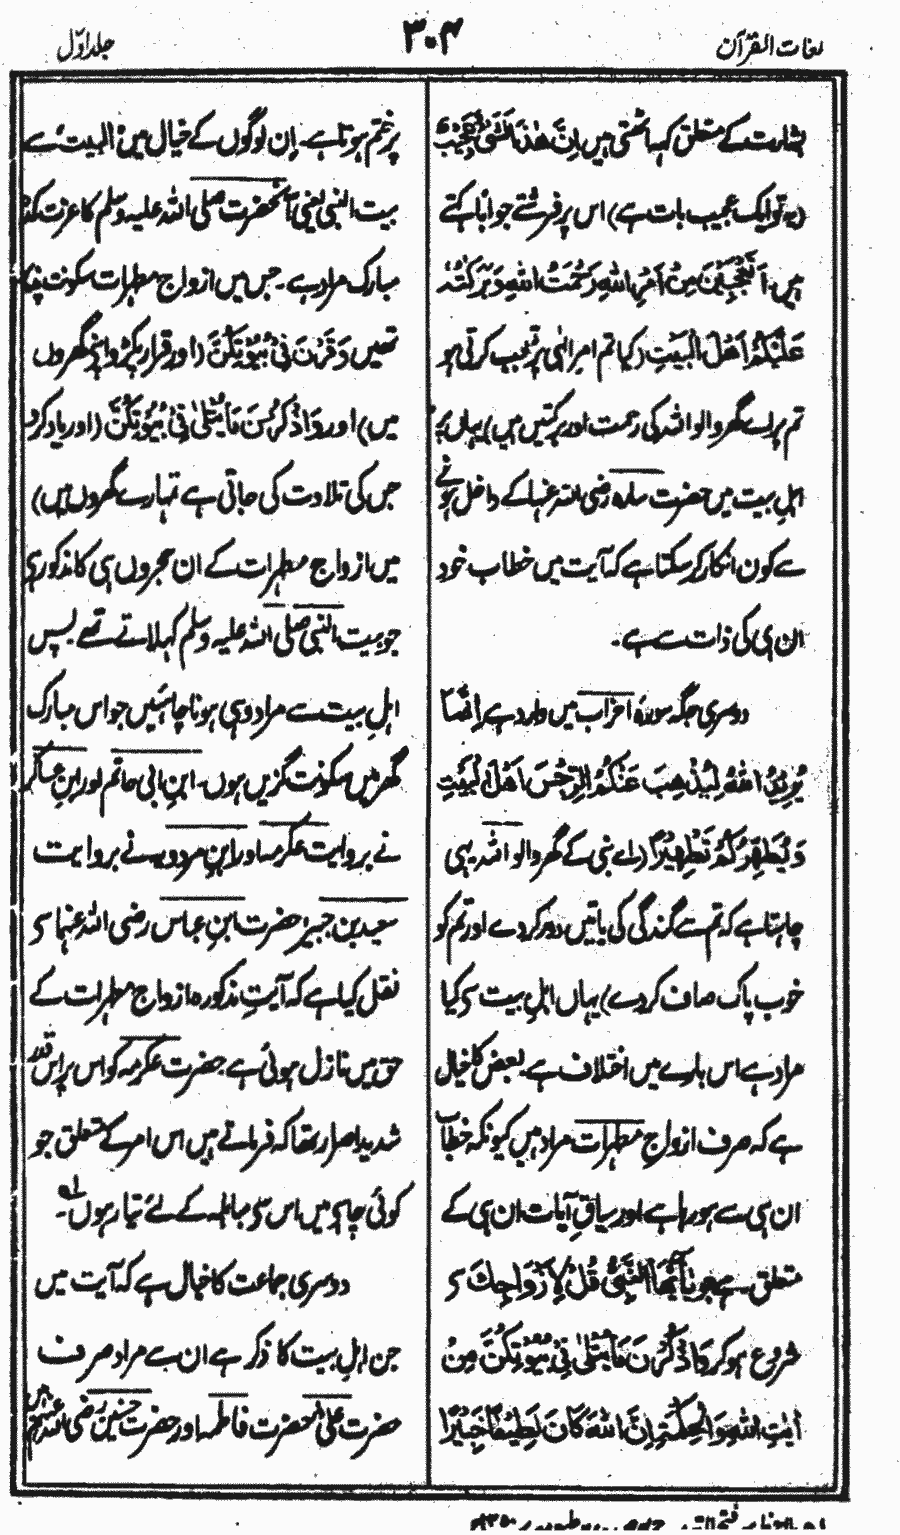 لغات القرآن
۳۰۴
جلد اوّل
بشارت کے متعلق کہہ اٹھتی ہیں اِنَّ هٰذَا لَشَیْءٌ عَجِیْبٌ
(یہ تو ایک عجیب بات ہے) اس پر فرشتے جواباً کہتے
ہیں۔ اَتَعْجَبِیْنَ مِنْ اَمْرِ اللّٰهِ رَحْمَتُ اللّٰهِ وَبَرَکٰتُهٗ
عَلَیْکُمْ اَهْلَ الْبَیْتِ (کیا تم امرِ الٰہی پر تعجب کرتی ہو
تم پر اے گھر والو اللہ کی رحمت اور برکتیں ہیں) یہاں
اہلِ بیت میں حضرت سارہ رضی اللہ عنہا کے داخل ہونے
سے کون انکار کر سکتا ہے کہ آیت میں خطاب خود
ان ہی کی ذات سے ہے۔
دوسری جگہ سورۂ احزاب میں وارد ہے اِنَّمَا
یُرِیْدُ اللّٰهُ لِیُذْهِبَ عَنْکُمُ الرِّجْسَ اَهْلَ الْبَیْتِ
وَیُطَهِّرَکُمْ تَطْهِیْرًا (اے نبی کے گھر والو اللہ یہی
چاہتا ہے کہ تم سے گندگی کی باتیں دور کر دے اور تم کو
خوب پاک صاف کر دے) یہاں اہلِ بیت سے کیا
مراد ہے اس بارے میں اختلاف ہے۔ بعض کا خیال
ہے کہ صرف ازواجِ مطہرات مراد ہیں کیونکہ خطاب
ان ہی سے ہو رہا ہے اور سیاقِ آیات ان ہی کے
متعلق ہے جو یٰٓاَیُّهَا النَّبِیُّ قُلْ لِّاَزْوَاجِكَ سے
شروع ہو کر وَاذْکُرْنَ مَا یُتْلٰی فِیْ بُیُوْتِکُنَّ مِنْ
اٰیٰتِ اللّٰهِ وَالْحِکْمَةِ اِنَّ اللّٰهَ کَانَ لَطِیْفًا خَبِیْرًا
پر ختم ہوتا ہے۔ اِن لوگوں کے خیال میں اہلِ بیت سے
بیت النبی یعنی آنحضرت صلی اللہ علیہ وسلم کا عزت کدہ
مبارک مراد ہے۔ جس میں ازواج مطہرات سکونت پذیر
تھیں وَقَرْنَ فِیْ بُیُوْتِکُنَّ (اور قرار پکڑو اپنے گھروں
میں) اور وَاذْکُرْنَ مَا یُتْلٰی فِیْ بُیُوْتِکُنَّ (اور یاد کرو
جس کی تلاوت کی جاتی ہے تمہارے گھروں میں)
میں ازواج مطہرات کے ان حجروں ہی کا مذکور ہے
جو بیت النبی صلی اللہ علیہ وسلم کہلاتے تھے پس
اہلِ بیت سے مراد وہی ہونا چاہئیں جو اس مبارک
گھر میں سکونت گزیں ہوں۔ ابنِ ابی حاتم اور ابنِ عساکر
نے بروایت عکرمہ اور ابنِ مردویہ نے بروایت
سعید بن جبیر حضرت ابنِ عباس رضی اللہ عنہما سے
نقل کیا ہے کہ آیتِ مذکورہ ازواج مطہرات کے
حق میں نازل ہوئی ہے۔ حضرت عکرمہ کو اس پر اس قدر
شدید اصرار تھا کہ فرماتے ہیں اس امر کے متعلق جو
کوئی چاہے میں اس سے مباہلہ کے لئے تیار ہوں لہ۔
دوسری جماعت کا خیال ہے کہ آیت میں
جن اہلِ بیت کا ذکر ہے ان سے مراد صرف
حضرت علی حضرت فاطمہ اور حضرت حسنین رضی اللہ عنہم ہیں